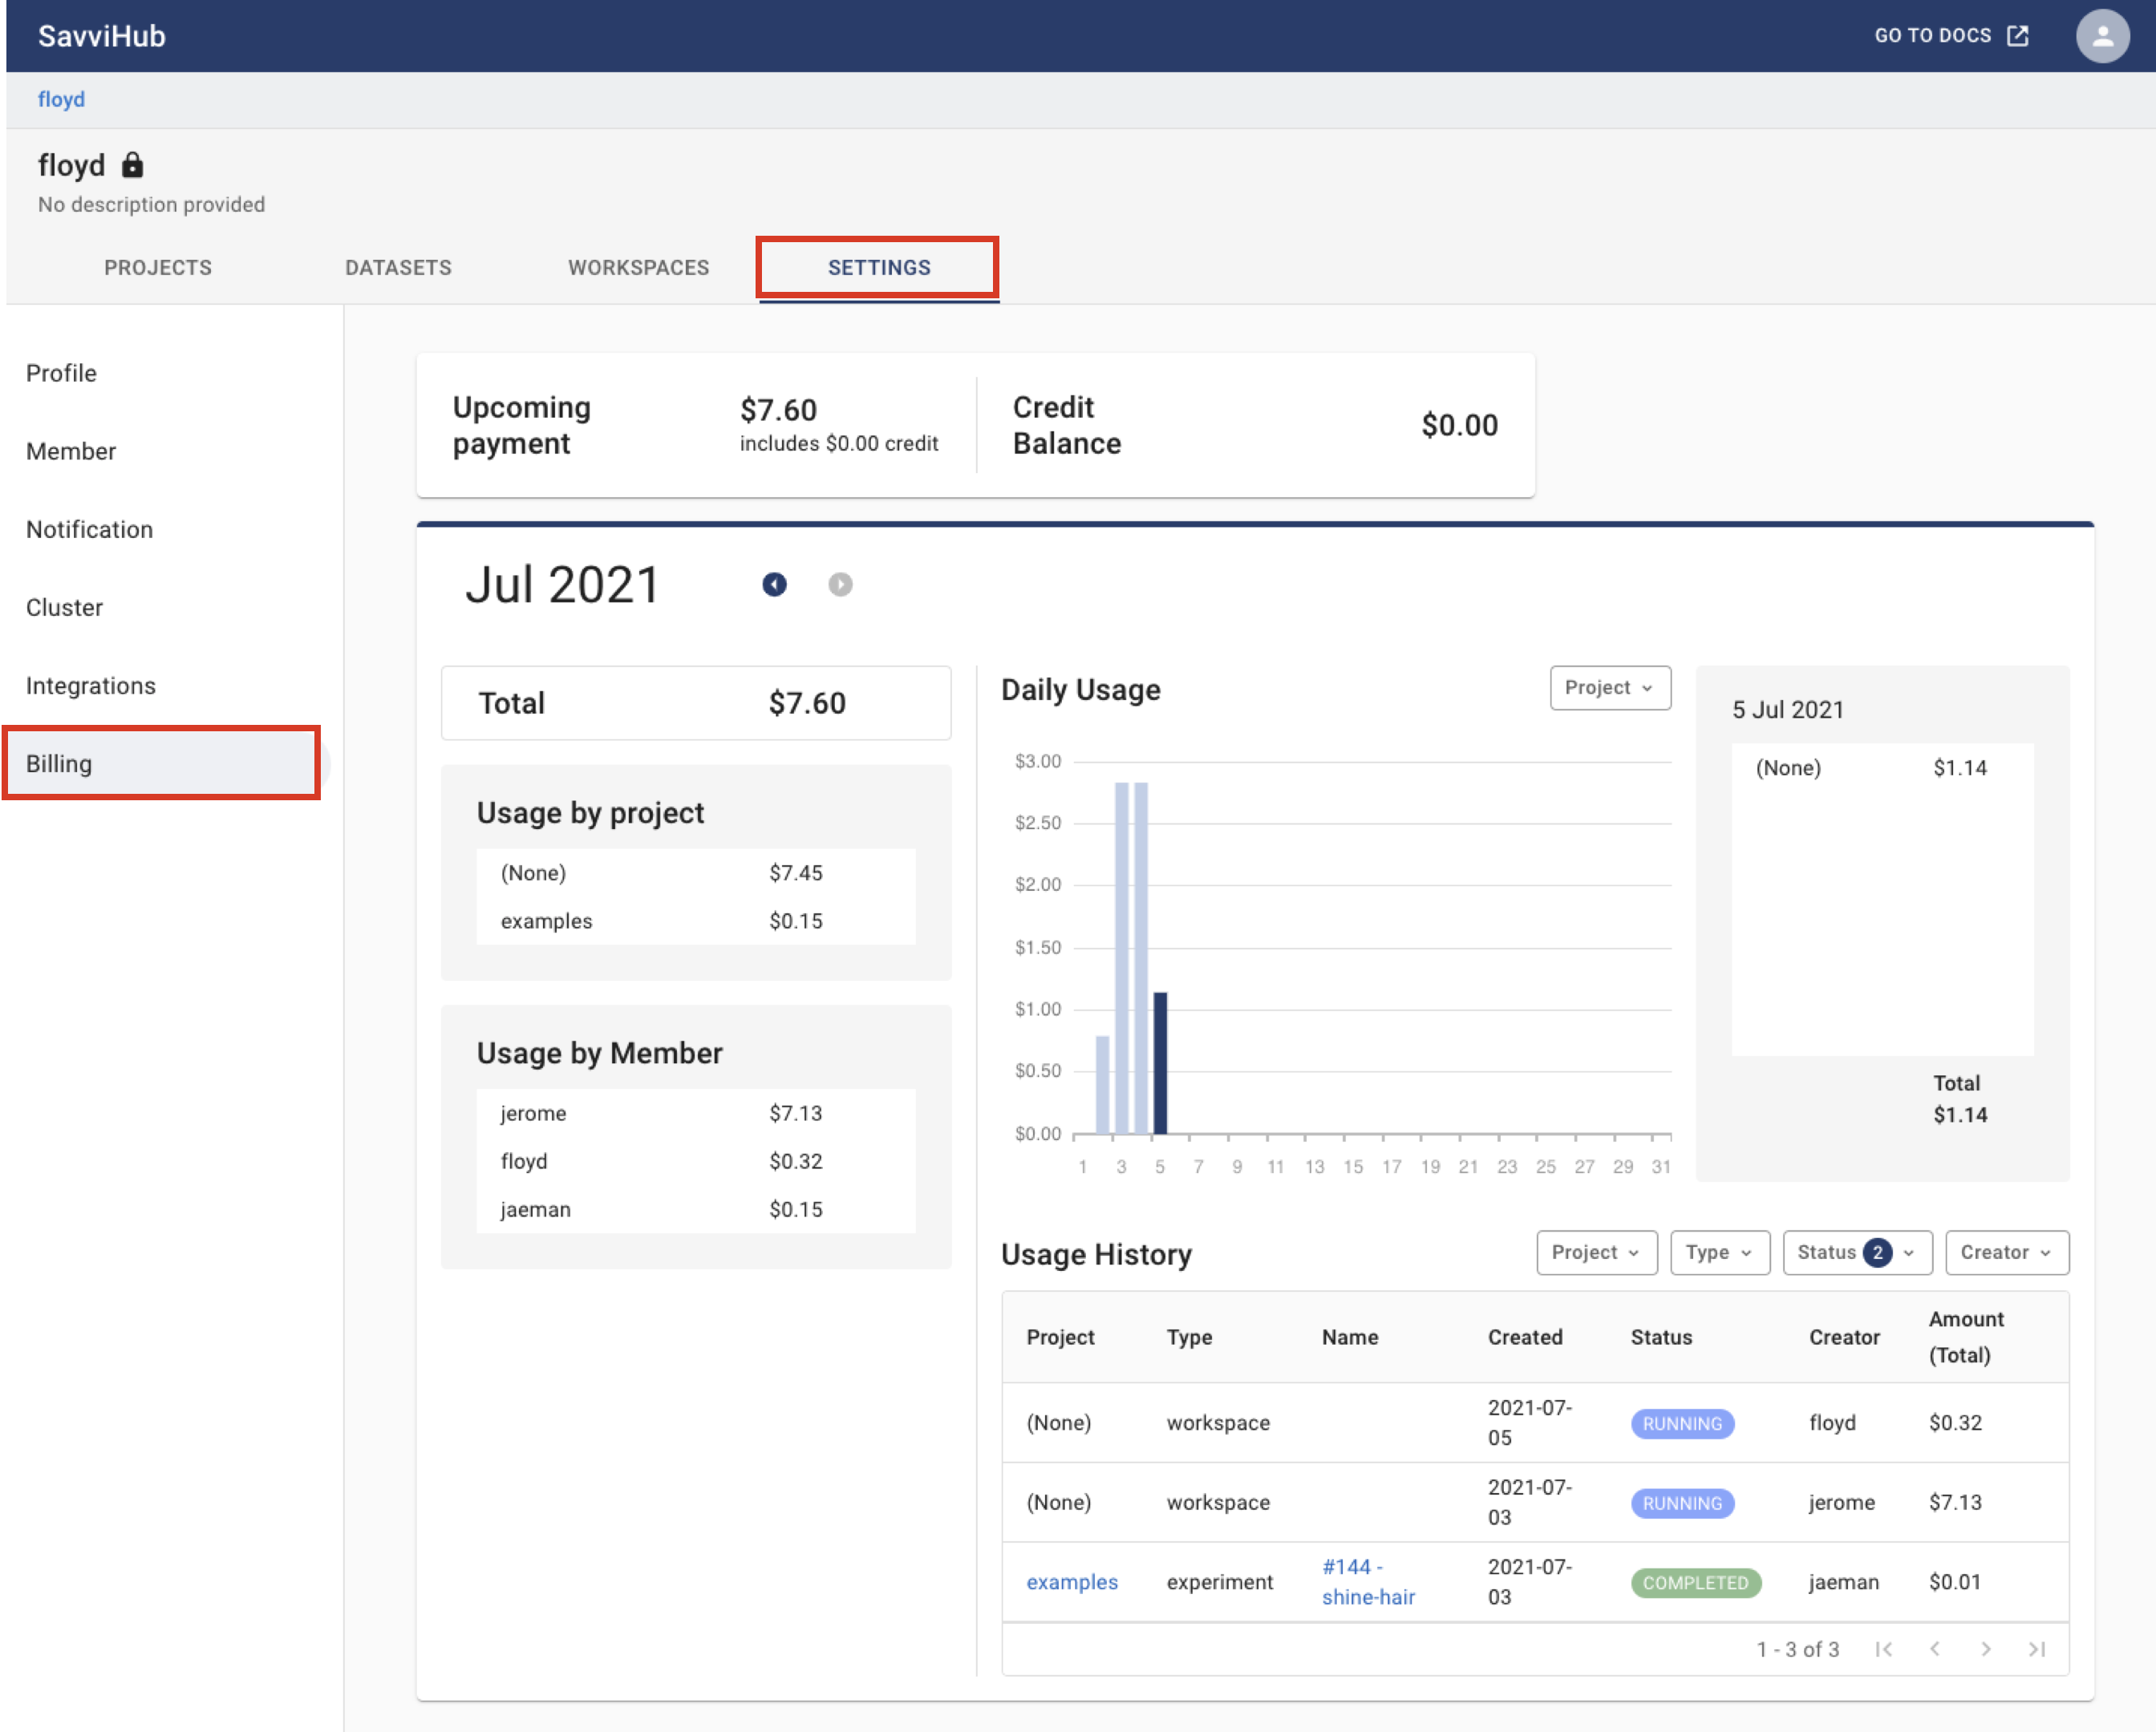 SavviHub
GO TO DOCS
floyd
floyd
No description provided
PROJECTS DATASETS WORKSPACES SETTINGS
Profile
Member
Notification
Cluster
Integrations
Billing
Upcoming
payment
$7.60
includes $0.00 credit
Credit
Balance
$0.00
Jul 2021
Total $7.60
Usage by project
(None) $7.45
examples $0.15
Usage by Member
jerome $7.13
floyd $0.32
jaeman $0.15
Daily Usage
Project
$3.00
$2.50
$2.00
$1.50
$1.00
$0.50
$0.00
1 3 5 7 9 11 13 15 17 19 21 23 25 27 29 31
5 Jul 2021
(None) $1.14
Total
$1.14
Usage History
Project Type Status 2 Creator
Project Type Name Created Status Creator Amount
(Total)
(None) workspace 2021-07-
05 RUNNING floyd $0.32
(None) workspace 2021-07-
03 RUNNING jerome $7.13
examples experiment #144 -
shine-hair 2021-07-
03 COMPLETED jaeman $0.01
1 - 3 of 3